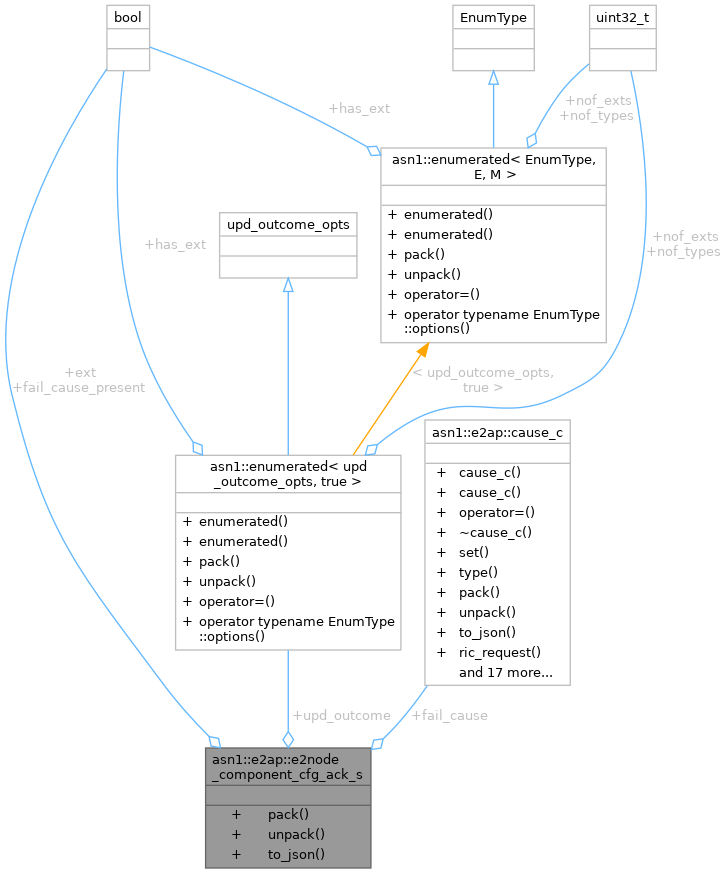 bool
EnumType
uint32_t
+has_ext
+nof_exts
+nof_types
asn1::enumerated< EnumType,
E, M >
+ enumerated()
+ enumerated()
+ pack()
+ unpack()
+ operator=()
+ operator typename EnumType
::options()
upd_outcome_opts
+has_ext
+nof_exts
+nof_types
+ext
+fail_cause_present
< upd_outcome_opts,
true >
asn1::enumerated< upd
_outcome_opts, true >
+ enumerated()
+ enumerated()
+ pack()
+ unpack()
+ operator=()
+ operator typename EnumType
::options()
asn1::e2ap::cause_c
+ cause_c()
+ cause_c()
+ operator=()
+ ~cause_c()
+ set()
+ type()
+ pack()
+ unpack()
+ to_json()
+ ric_request()
and 17 more...
+upd_outcome
+fail_cause
asn1::e2ap::e2node
_component_cfg_ack_s
+ pack()
+ unpack()
+ to_json()